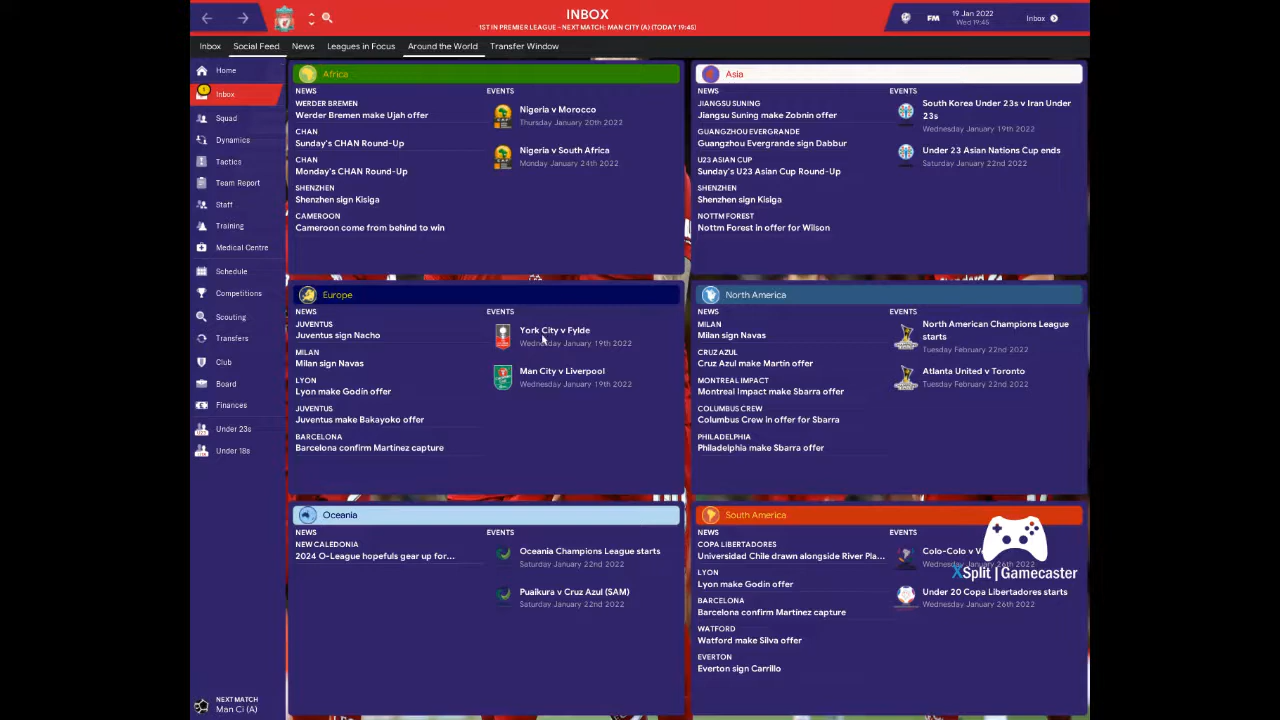 INBOX
1ST IN PREMIER LEAGUE - NEXT MATCH: MAN CITY (A) (TODAY 19:45)
FM
19 Jan 2022
Wed 19:45
Inbox
Inbox Social Feed News Leagues in Focus Around the World Transfer Window
Home
Inbox
Squad
Dynamics
Tactics
Team Report
Staff
Training
Medical Centre
Schedule
Competitions
Scouting
Transfers
Club
Board
Finances
Under 23s
Under 18s
NEXT MATCH
Man Ci (A)
Africa
NEWS
WERDER BREMEN
Werder Bremen make Ujah offer
CHAN
Sunday's CHAN Round-Up
CHAN
Monday's CHAN Round-Up
SHENZHEN
Shenzhen sign Kisiga
CAMEROON
Cameroon come from behind to win
EVENTS
Nigeria v Morocco
Thursday January 20th 2022
Nigeria v South Africa
Monday January 24th 2022
Asia
NEWS
JIANGSU SUNING
Jiangsu Suning make Zobnin offer
GUANGZHOU EVERGRANDE
Guangzhou Evergrande sign Dabbur
U23 ASIAN CUP
Sunday's U23 Asian Cup Round-Up
SHENZHEN
Shenzhen sign Kisiga
NOTTM FOREST
Nottm Forest in offer for Wilson
EVENTS
South Korea Under 23s v Iran Under
23s
Wednesday January 19th 2022
Under 23 Asian Nations Cup ends
Saturday January 22nd 2022
Europe
NEWS
JUVENTUS
Juventus sign Nacho
MILAN
Milan sign Navas
LYON
Lyon make Godín offer
JUVENTUS
Juventus make Bakayoko offer
BARCELONA
Barcelona confirm Martínez capture
EVENTS
York City v Fylde
Wednesday January 19th 2022
Man City v Liverpool
Wednesday January 19th 2022
North America
NEWS
MILAN
Milan sign Navas
CRUZ AZUL
Cruz Azul make Martín offer
MONTREAL IMPACT
Montreal Impact make Sbarra offer
COLUMBUS CREW
Columbus Crew in offer for Sbarra
PHILADELPHIA
Philadelphia make Sbarra offer
EVENTS
North American Champions League
starts
Tuesday February 22nd 2022
Atlanta United v Toronto
Tuesday February 22nd 2022
Oceania
NEWS
NEW CALEDONIA
2024 O-League hopefuls gear up for...
EVENTS
Oceania Champions League starts
Saturday January 22nd 2022
Puaikura v Cruz Azul (SAM)
Saturday January 22nd 2022
South America
NEWS
COPA LIBERTADORES
Universidad Chile drawn alongside River Pla...
LYON
Lyon make Godín offer
BARCELONA
Barcelona confirm Martínez capture
WATFORD
Watford make Silva offer
EVERTON
Everton sign Carrillo
EVENTS
Colo-Colo v
January 26th 2022
Under 20 Copa Libertadores starts
Wednesday January 26th 2022
XSplit | Gamecaster